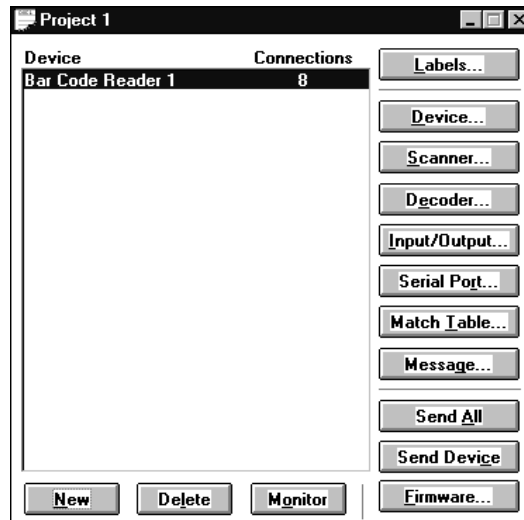 Project 1
Device Connections
Bar Code Reader 1 8
Labels...
Device...
Scanner...
Decoder...
Input/Output...
Serial Port...
Match Table...
Message...
Send All
Send Device
Firmware...
New Delete Monitor